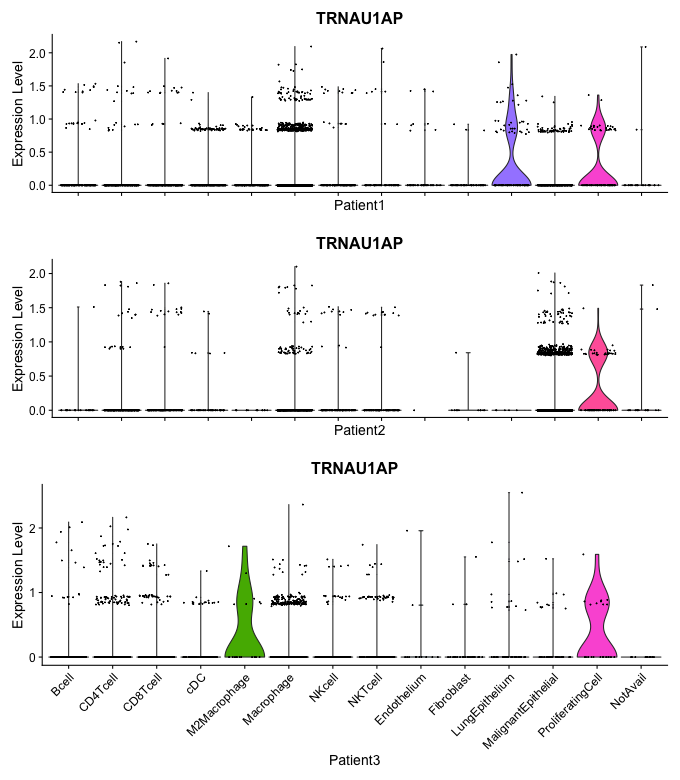 TRNAU1AP
Expression Level
2.0
1.5
1.0
0.5
0.0
Patient1
TRNAU1AP
Expression Level
2.0
1.5
1.0
0.5
0.0
Patient2
TRNAU1AP
Expression Level
2
1
0
Bcell
CD4Tcell
CD8Tcell
cDC
M2Macrophage
Macrophage
NKcell
NKTcell
Endothelium
Fibroblast
LungEpithelium
MalignantEpithelial
ProliferatingCell
NotAvail
Patient3